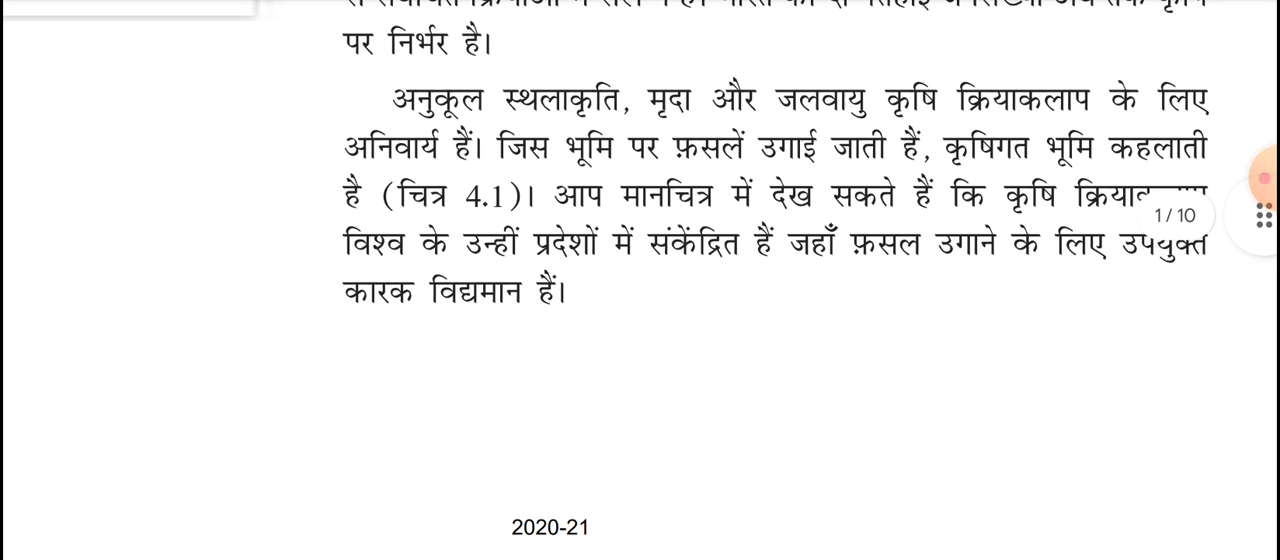 पर निर्भर है।
अनुकूल स्थलाकृति, मृदा और जलवायु कृषि क्रियाकलाप के लिए
अनिवार्य हैं। जिस भूमि पर फ़सलें उगाई जाती हैं, कृषिगत भूमि कहलाती
है (चित्र 4.1)। आप मानचित्र में देख सकते हैं कि कृषि
1 / 10
विश्व के उन्हीं प्रदेशों में संकेंद्रित हैं जहाँ फ़सल उगाने के लिए उपयुक्त
कारक विद्यमान हैं।
2020-21